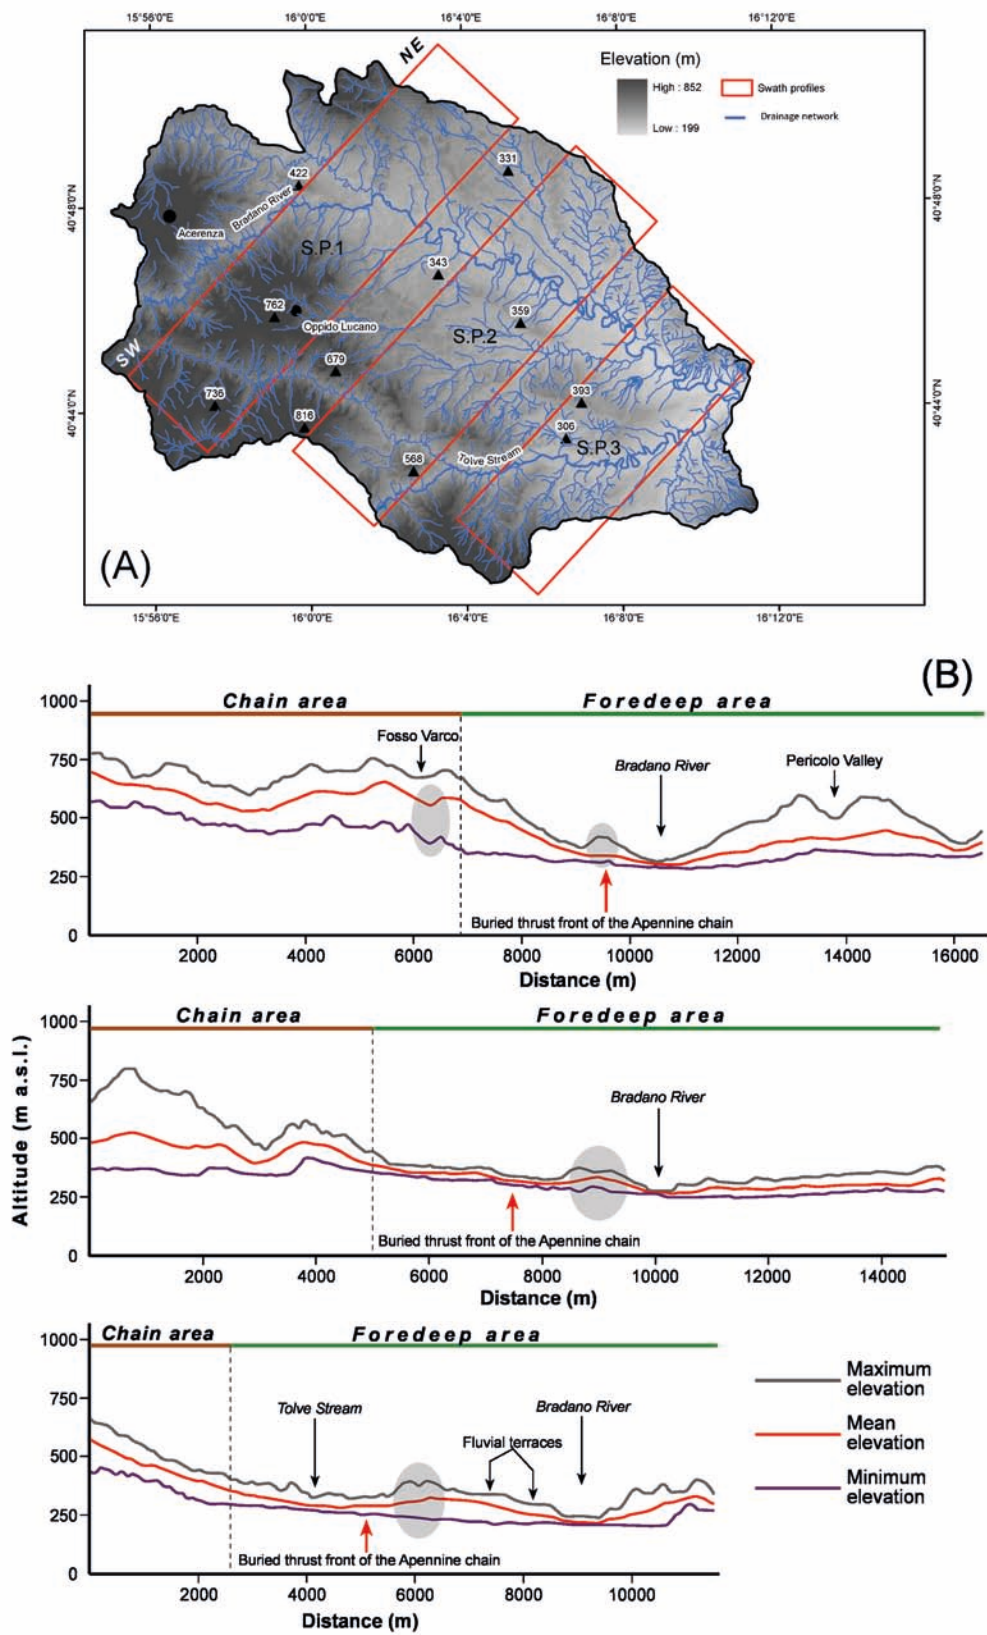 15°56'0"E 16°0'0"E 16°4'0"E 16°8'0"E 16°12'0"E
NE
Elevation (m)
High : 852
Low : 199
Swath profiles
Drainage network
40°48'0"N
40°48'0"N
331
422
Bradano River
Acerenza
S.P.1
343
762
Oppido Lucano
359
S.P.2
SW
679
736
816
393
306
S.P.3
Tolve Stream
568
40°44'0"N
40°44'0"N
(A)
15°56'0"E 16°0'0"E 16°4'0"E 16°8'0"E 16°12'0"E
(B)
Chain area Foredeep area
1000
750
500
250
0
Fosso Varco
Bradano River
Pericolo Valley
Buried thrust front of the Apennine chain
2000 4000 6000 8000 10000 12000 14000 16000
Distance (m)
Altitude (m a.s.l.)
Chain area Foredeep area
1000
750
500
250
0
Bradano River
Buried thrust front of the Apennine chain
2000 4000 6000 8000 10000 12000 14000
Distance (m)
Chain area Foredeep area
1000
750
500
250
0
Tolve Stream
Fluvial terraces
Bradano River
Buried thrust front of the Apennine chain
2000 4000 6000 8000 10000
Distance (m)
Maximum
elevation
Mean
elevation
Minimum
elevation